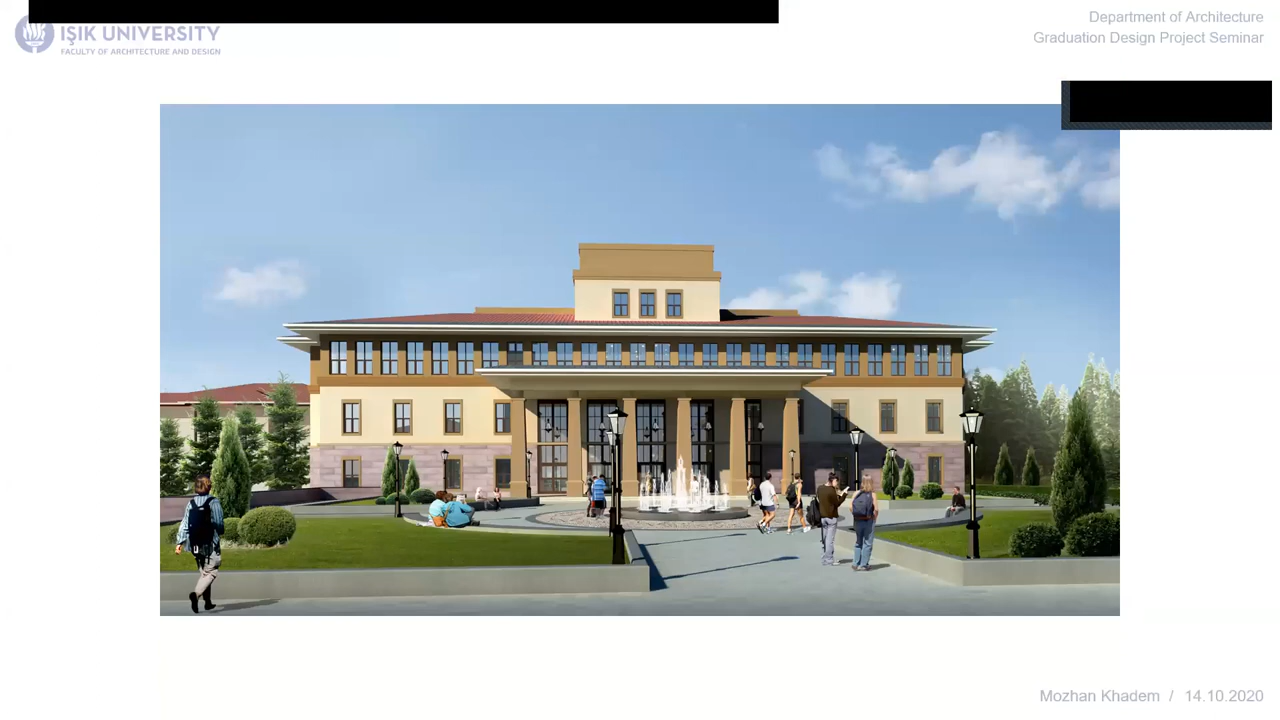 IŞIK UNIVERSITY
FACULTY OF ARCHITECTURE AND DESIGN
Department of Architecture
Graduation Design Project Seminar
Mozhan Khadem / 14.10.2020